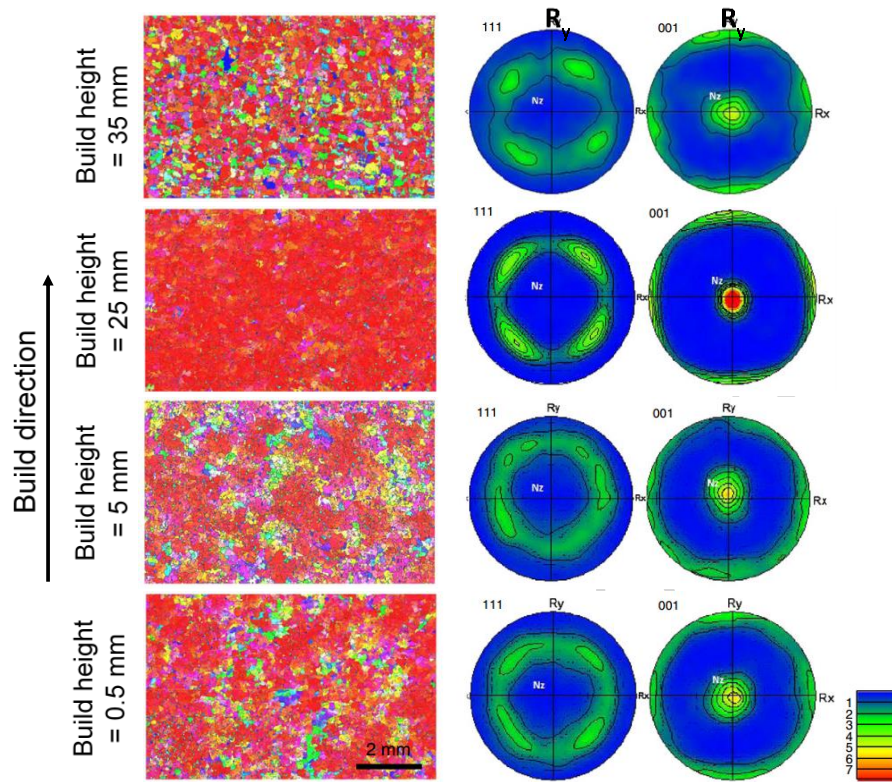 Build direction
Build height
= 35 mm
111
R
y
Nz
Rx
001
R
y
Nz
Rx
Build height
= 25 mm
111
Nz
Rx
001
Nz
Rx
Build height
= 5 mm
111
Ry
Nz
Rx
001
Ry
Nz
Rx
Build height
= 0.5 mm
2 mm
111
Ry
Nz
Rx
001
Ry
Nz
Rx
1
2
3
4
5
6
7